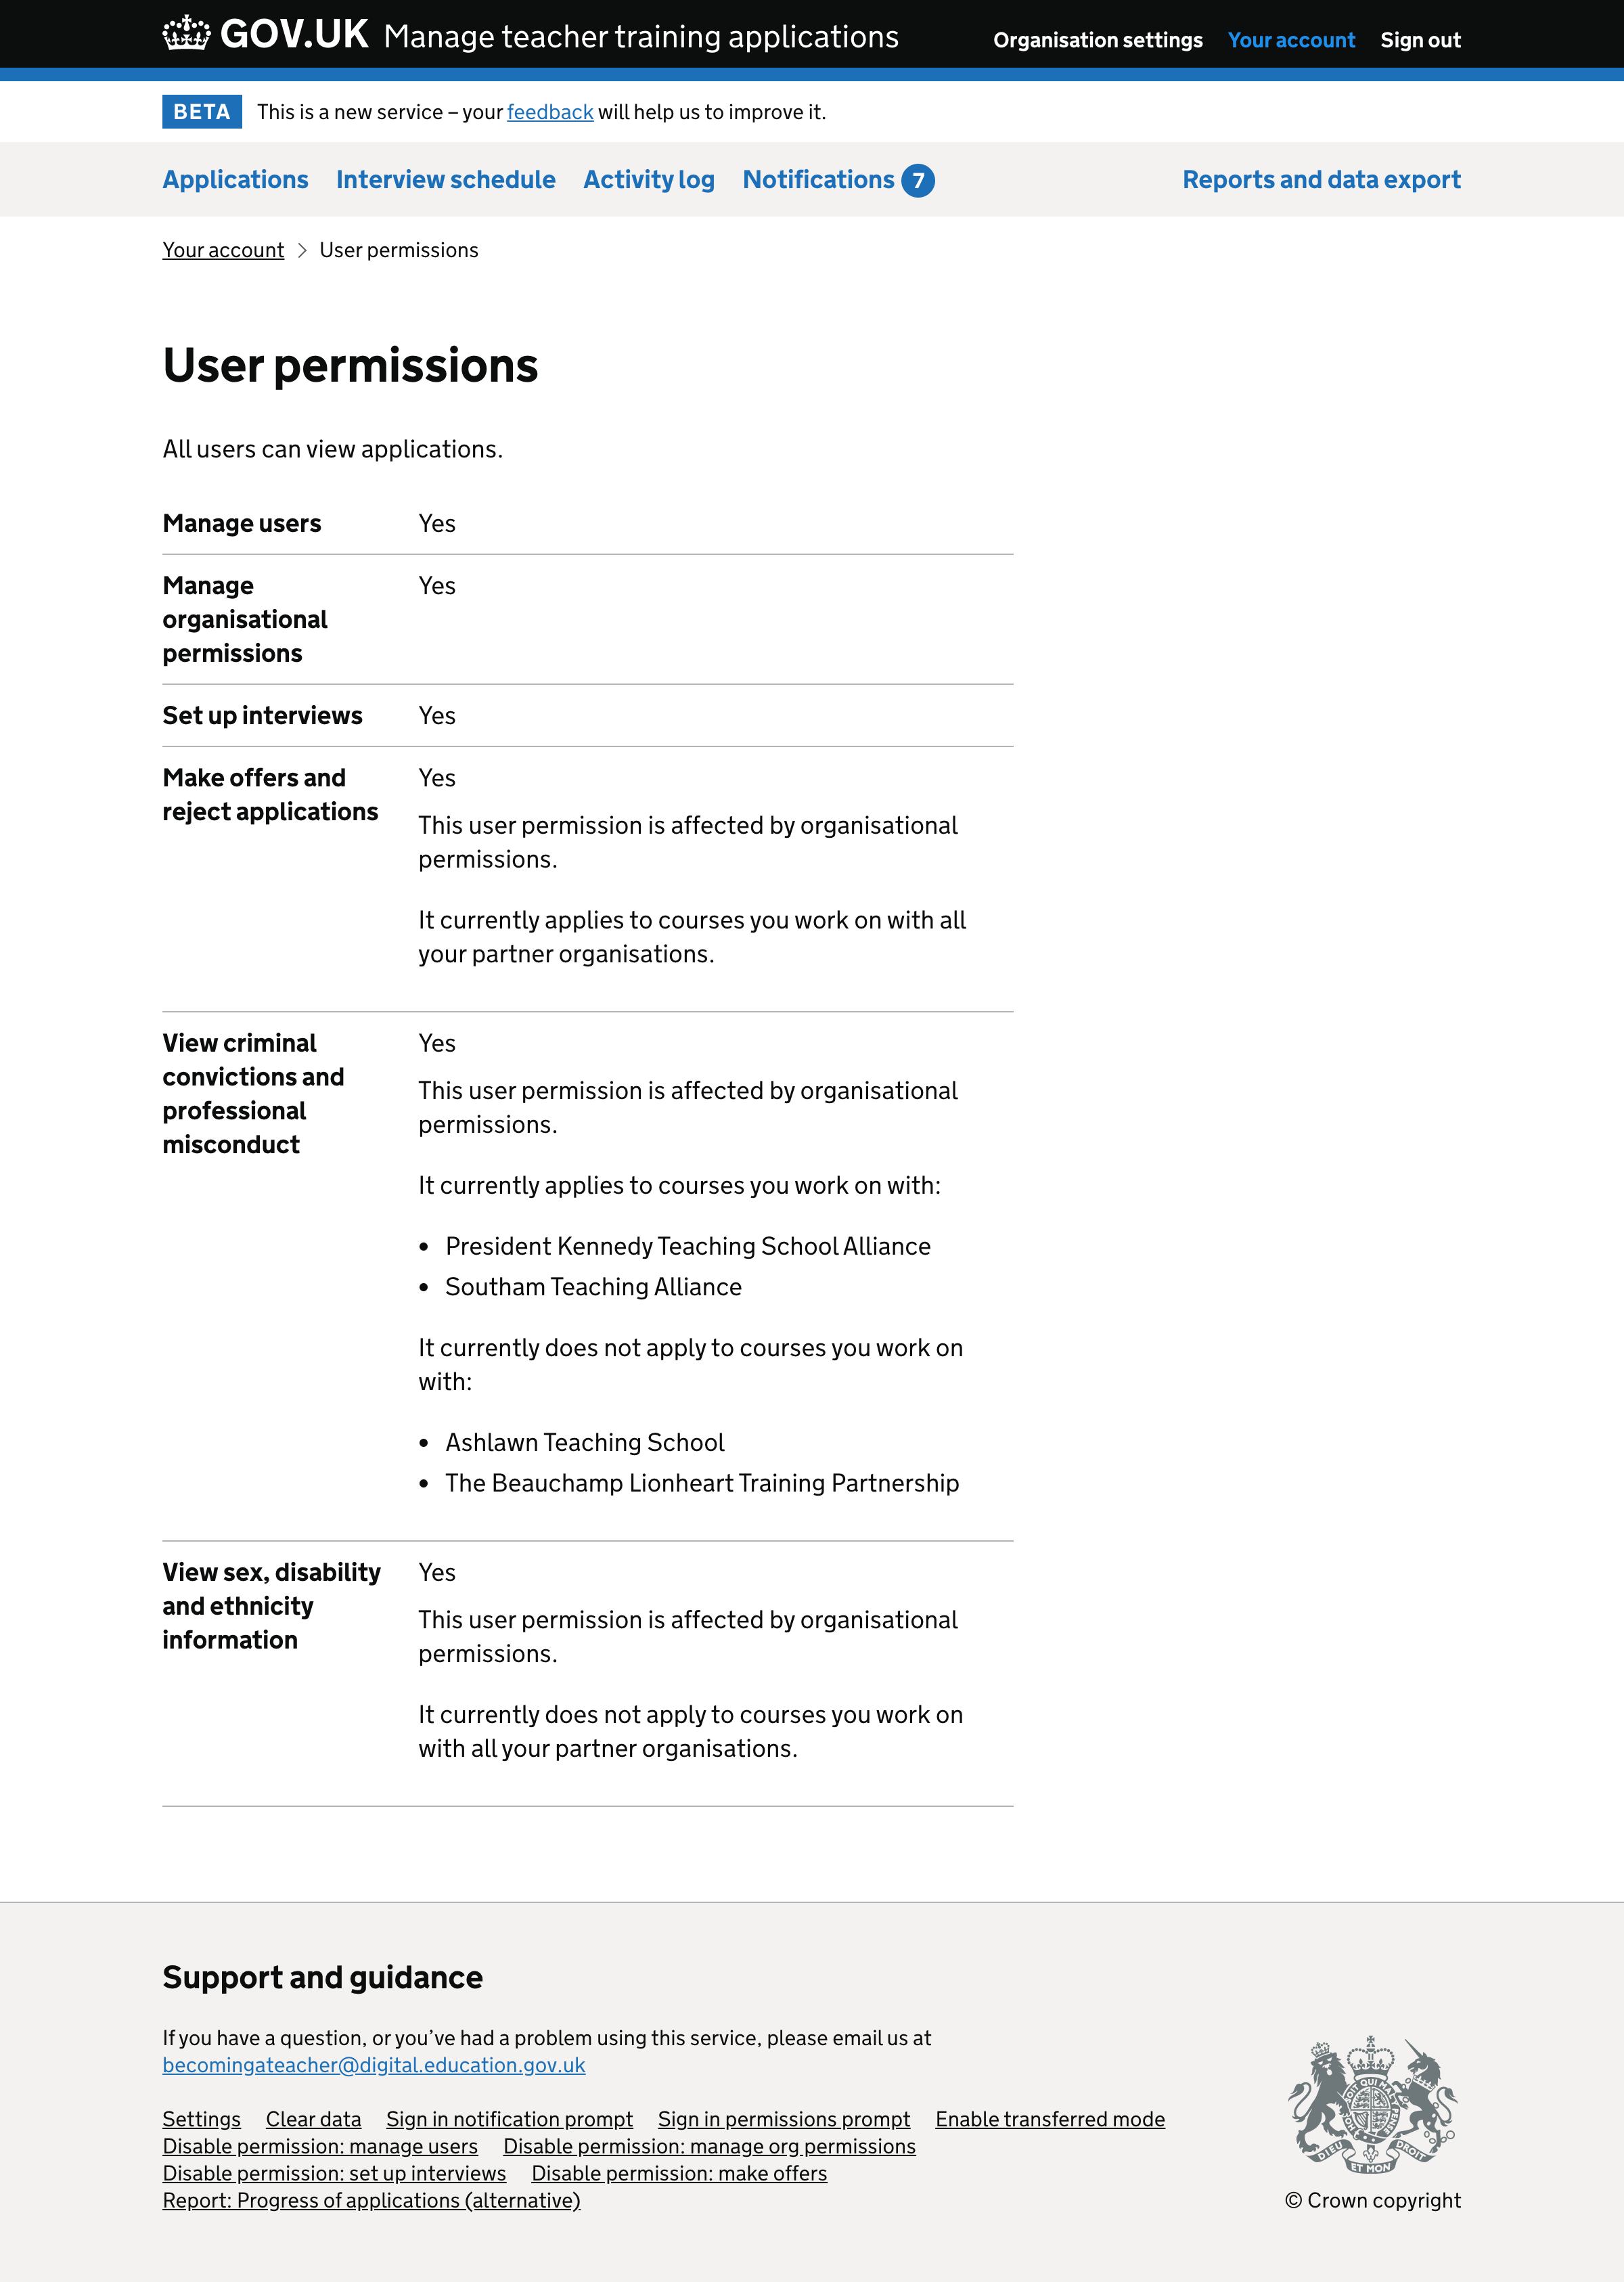 GOV.UK Manage teacher training applications Organisation settings Your account Sign out
BETA This is a new service – your feedback will help us to improve it.
Applications Interview schedule Activity log Notifications 7 Reports and data export
Your account User permissions
User permissions
All users can view applications.
Manage users Yes
Manage Yes
organisational
permissions
Set up interviews Yes
Make offers and Yes
reject applications
This user permission is affected by organisational
permissions.
It currently applies to courses you work on with all
your partner organisations.
View criminal Yes
convictions and
professional
misconduct
This user permission is affected by organisational
permissions.
It currently applies to courses you work on with:
• President Kennedy Teaching School Alliance
• Southam Teaching Alliance
It currently does not apply to courses you work on
with:
• Ashlawn Teaching School
• The Beauchamp Lionheart Training Partnership
View sex, disability Yes
and ethnicity
information
This user permission is affected by organisational
permissions.
It currently does not apply to courses you work on
with all your partner organisations.
Support and guidance
If you have a question, or you’ve had a problem using this service, please email us at
becomingateacher@digital.education.gov.uk
Settings Clear data Sign in notification prompt Sign in permissions prompt Enable transferred mode
Disable permission: manage users Disable permission: manage org permissions
Disable permission: set up interviews Disable permission: make offers
Report: Progress of applications (alternative)
DIEU ET MON DROIT
© Crown copyright